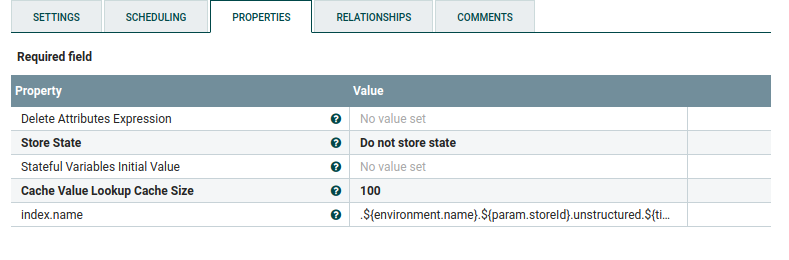 SETTINGS SCHEDULING PROPERTIES RELATIONSHIPS COMMENTS
Required field
Property Value
Delete Attributes Expression ? No value set
Store State ? Do not store state
Stateful Variables Initial Value ? No value set
Cache Value Lookup Cache Size ? 100
index.name ? .${environment.name}.${param.storeId}.unstructured.${ti...